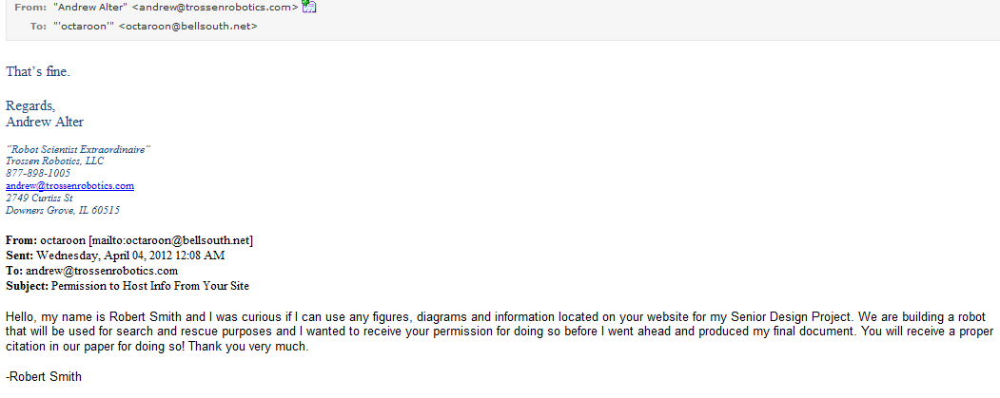 From: "Andrew Alter" <andrew@trossenrobotics.com>
To: "'octaroon'" <octaroon@bellsouth.net>
That's fine.
Regards,
Andrew Alter
"Robot Scientist Extraordinaire"
Trossen Robotics, LLC
877-898-1005
andrew@trossenrobotics.com
2749 Curtiss St
Downers Grove, IL 60515
From: octaroon [mailto:octaroon@bellsouth.net]
Sent: Wednesday, April 04, 2012 12:08 AM
To: andrew@trossenrobotics.com
Subject: Permission to Host Info From Your Site
Hello, my name is Robert Smith and I was curious if I can use any figures, diagrams and information located on your website for my Senior Design Project. We are building a robot
that will be used for search and rescue purposes and I wanted to receive your permission for doing so before I went ahead and produced my final document. You will receive a proper
citation in our paper for doing so! Thank you very much.
-Robert Smith